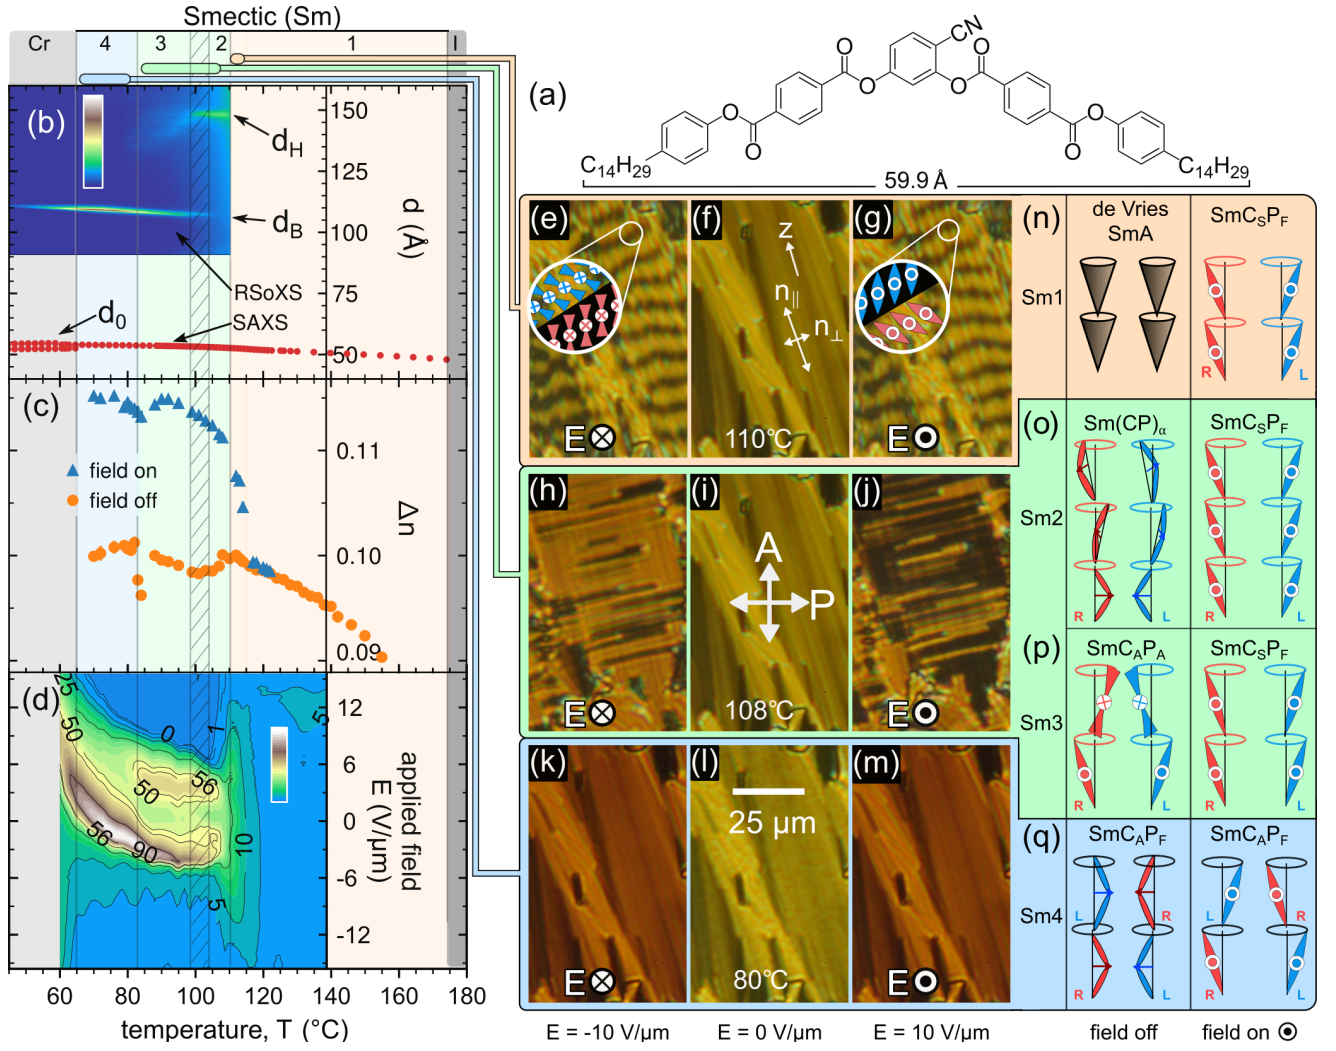 Smectic (Sm)
Cr
4
3
2
1
I
(a)
CN
O
O
O
O
O
O
O
O
C14H29
C14H29
59.9 Å
(b)
dH
dB
RSoXS
SAXS
d0
150
125
100
75
50
d (Å)
(c)
field on
field off
0.11
0.10
0.09
Δn
(d)
25
50
0
1
5
56
50
56
90
10
5
12
6
0
-6
-12
applied field
E (V/μm)
60 80 100 120 140 160 180
temperature, T (°C)
(e)
E
(f)
z
n||
n⊥
110℃
(g)
E
(h)
E
(i)
A
P
108℃
(j)
E
(k)
E
(l)
25 μm
80℃
(m)
E
E = -10 V/μm
E = 0 V/μm
E = 10 V/μm
(n)
de Vries
SmA
SmCSPF
Sm1
R
L
(o)
Sm(CP)α
SmCSPF
Sm2
R
L
R
L
(p)
SmCAPA
SmCSPF
Sm3
R
L
R
L
(q)
SmCAPF
SmCAPF
Sm4
L
R
L
R
R
L
R
L
field off
field on